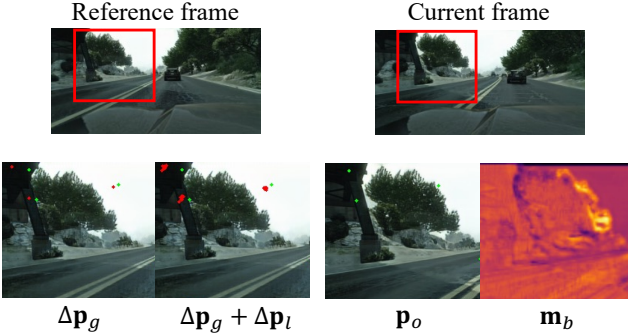 Reference frame
Current frame
Δ𝐩_g
Δ𝐩_g + Δ𝐩_l
𝐩_o
𝐦_b